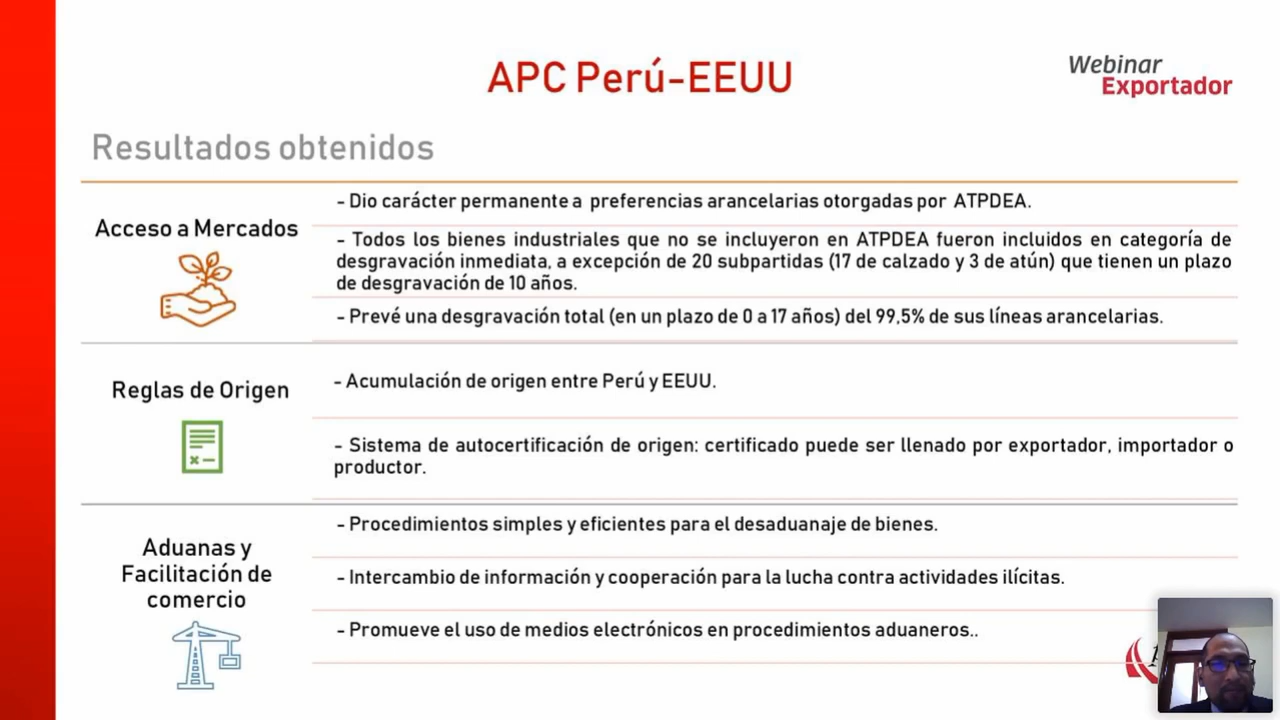 APC Perú-EEUU
Webinar
Exportador
Resultados obtenidos
Acceso a Mercados
- Dio carácter permanente a preferencias arancelarias otorgadas por ATPDEA.
- Todos los bienes industriales que no se incluyeron en ATPDEA fueron incluidos en categoría de
desgravación inmediata, a excepción de 20 subpartidas (17 de calzado y 3 de atún) que tienen un plazo
de desgravación de 10 años.
- Prevé una desgravación total (en un plazo de 0 a 17 años) del 99,5% de sus líneas arancelarias.
Reglas de Origen
- Acumulación de origen entre Perú y EEUU.
- Sistema de autocertificación de origen: certificado puede ser llenado por exportador, importador o
productor.
Aduanas y
Facilitación de
comercio
- Procedimientos simples y eficientes para el desaduanaje de bienes.
- Intercambio de información y cooperación para la lucha contra actividades ilícitas.
- Promueve el uso de medios electrónicos en procedimientos aduaneros..